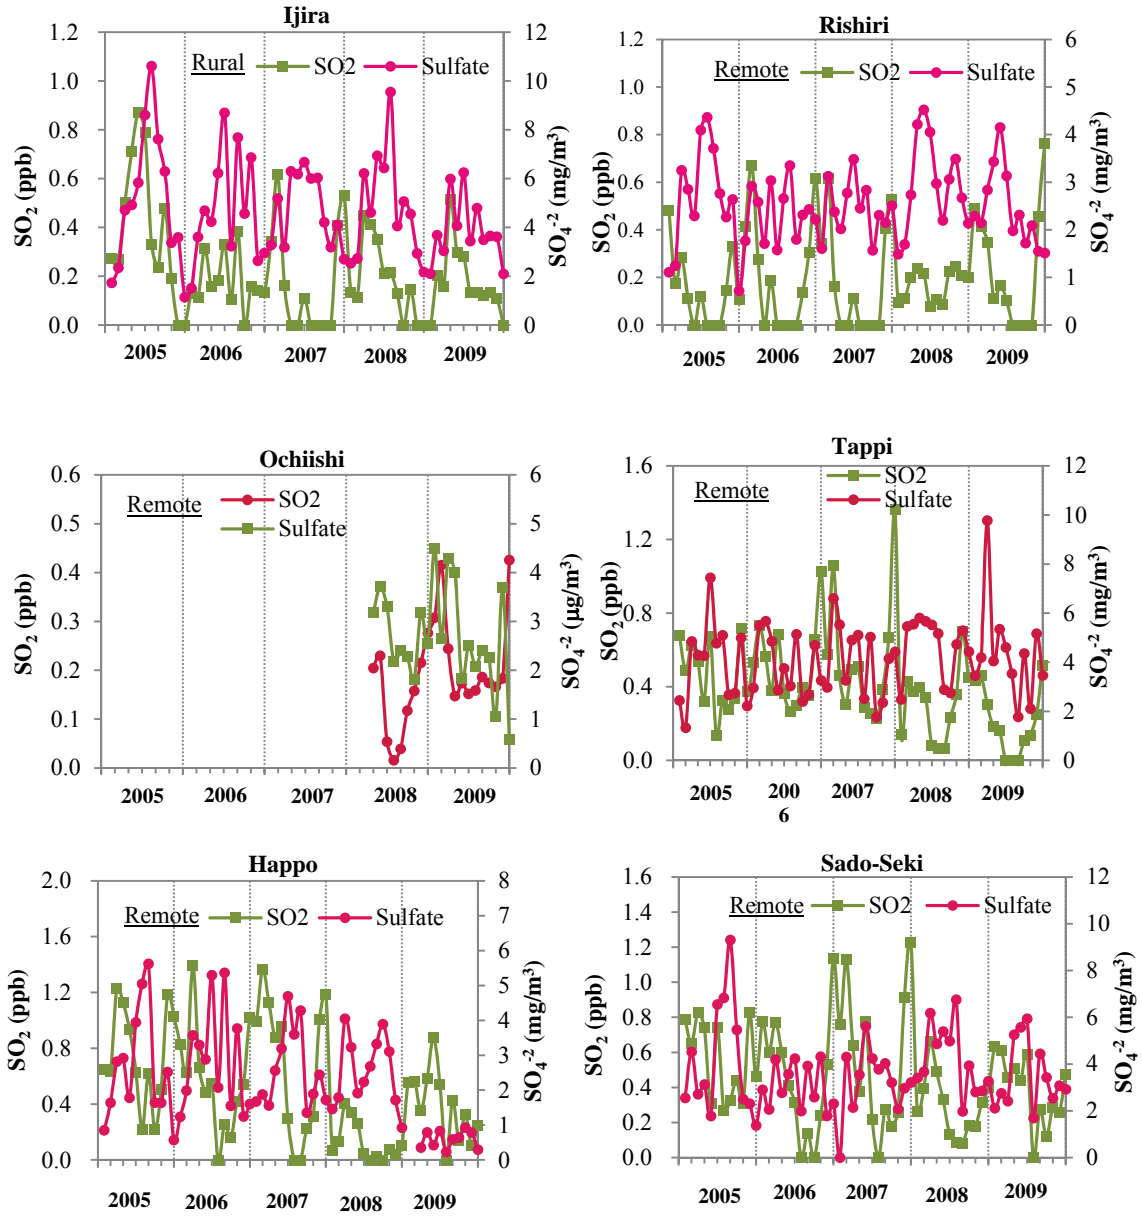 Ijira
Rural SO2 Sulfate
SO2 (ppb)
1.2
1.0
0.8
0.6
0.4
0.2
0.0
12
10
8
6
4
2
0
SO4-2 (mg/m3)
2005 2006 2007 2008 2009
Rishiri
Remote SO2 Sulfate
SO2 (ppb)
1.2
1.0
0.8
0.6
0.4
0.2
0.0
6
5
4
3
2
1
0
SO4-2 (mg/m3)
2005 2006 2007 2008 2009
Ochiishi
Remote SO2
Sulfate
SO2 (ppb)
0.6
0.5
0.4
0.3
0.2
0.1
0.0
6
5
4
3
2
1
0
SO4-2 (µg/m3)
2005 2006 2007 2008 2009
Tappi
SO2
Remote Sulfate
SO2 (ppb)
1.6
1.2
0.8
0.4
0.0
12
10
8
6
4
2
0
SO4-2 (mg/m3)
2005 200 2007 2008 2009
6
Happo
Remote SO2 Sulfate
SO2 (ppb)
2.0
1.6
1.2
0.8
0.4
0.0
8
7
6
5
4
3
2
1
0
SO4-2 (mg/m3)
2005 2006 2007 2008 2009
Sado-Seki
Remote SO2 Sulfate
SO2 (ppb)
1.6
1.4
1.2
1.0
0.8
0.6
0.4
0.2
0.0
12
10
8
6
4
2
0
SO4-2 (mg/m3)
2005 2006 2007 2008 2009